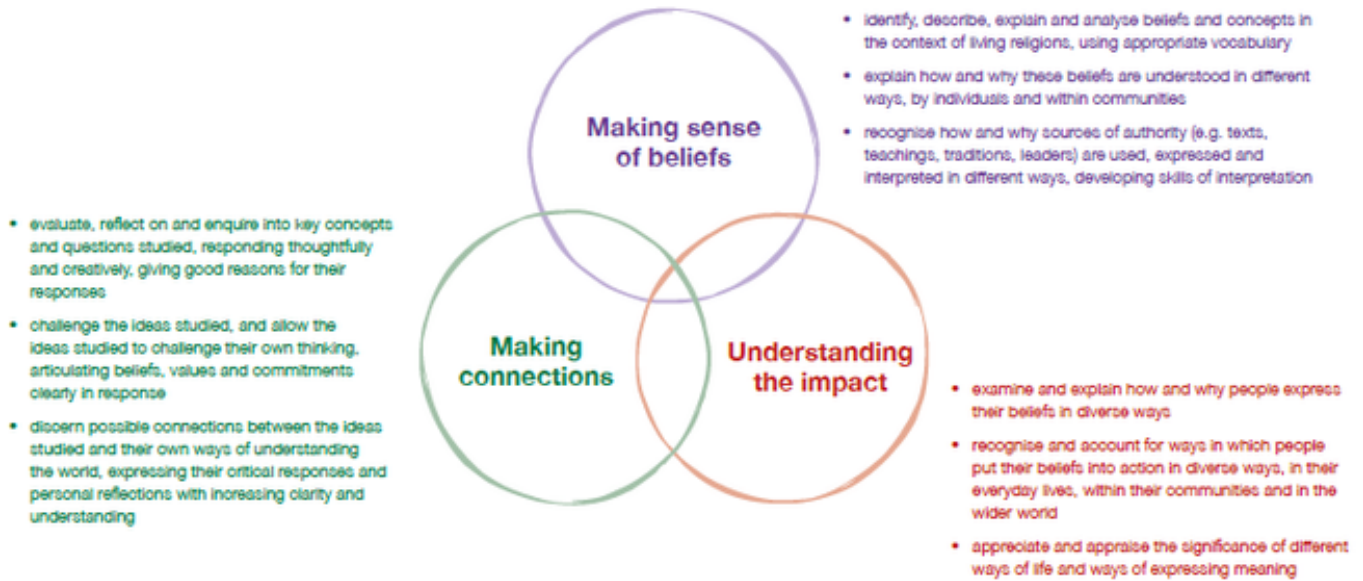 • identify, describe, explain and analyse beliefs and concepts in
the context of living religions, using appropriate vocabulary
• explain how and why these beliefs are understood in different
ways, by individuals and within communities
• recognise how and why sources of authority (e.g. texts,
teachings, traditions, leaders) are used, expressed and
interpreted in different ways, developing skills of interpretation
Making sense
of beliefs
• evaluate, reflect on and enquire into key concepts
and questions studied, responding thoughtfully
and creatively, giving good reasons for their
responses
• challenge the ideas studied, and allow the
ideas studied to challenge their own thinking,
articulating beliefs, values and commitments
clearly in response
• discern possible connections between the ideas
studied and their own ways of understanding
the world, expressing their critical responses and
personal reflections with increasing clarity and
understanding
Making
connections
Understanding
the impact
• examine and explain how and why people express
their beliefs in diverse ways
• recognise and account for ways in which people
put their beliefs into action in diverse ways, in their
everyday lives, within their communities and in the
wider world
• appreciate and appraise the significance of different
ways of life and ways of expressing meaning